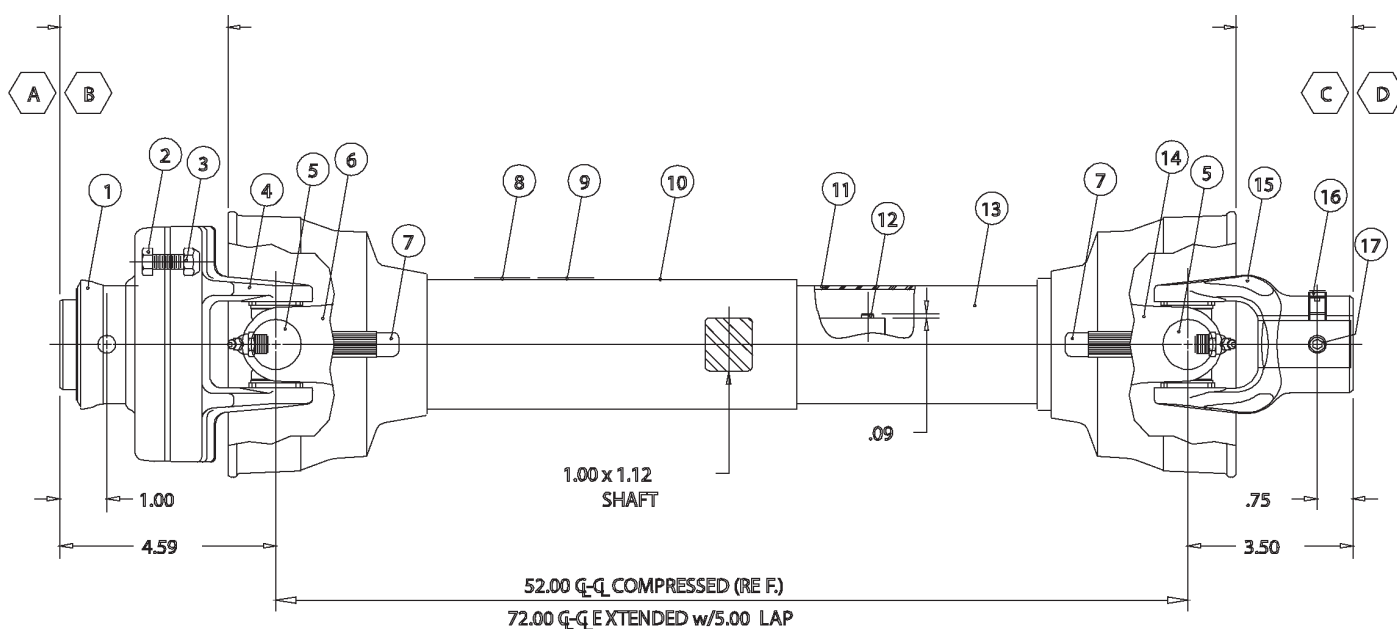 A B
C D
1 2 3 4 5 6 7 8 9 10 11 12 13 7 14 5 15 16 17
.09
1.00 x 1.12
SHAFT
1.00
.75
4.59
3.50
52.00 ℄-℄ COMPRESSED (RE F.)
72.00 ℄-℄ E XTENDED w/5.00 LAP